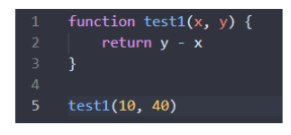 1 function test1(x, y) {
2     return y - x
3 }
4
5 test1(10, 40)